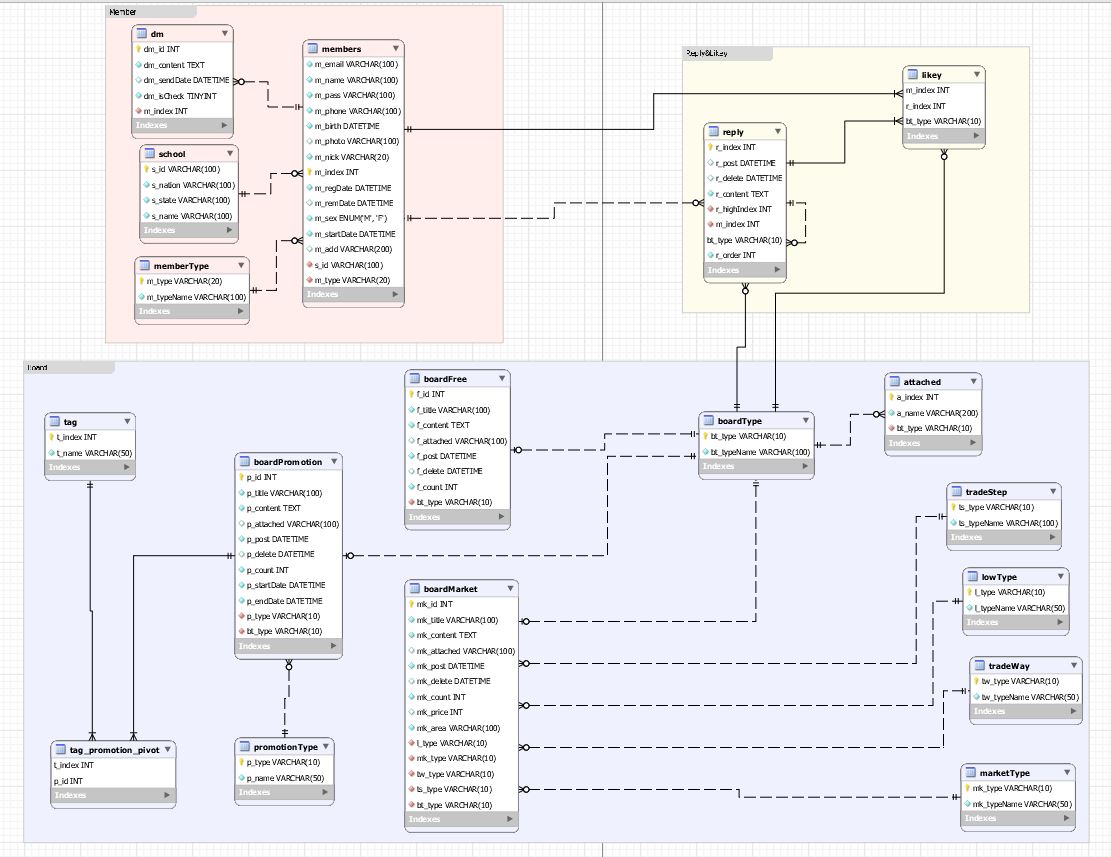 Member
dm
dm_id INT
dm_content TEXT
dm_sendDate DATETIME
dm_isCheck TINYINT
m_index INT
Indexes
school
s_id VARCHAR(100)
s_nation VARCHAR(100)
s_state VARCHAR(100)
s_name VARCHAR(100)
Indexes
memberType
m_type VARCHAR(20)
m_typeName VARCHAR(100)
Indexes
members
m_email VARCHAR(100)
m_name VARCHAR(100)
m_pass VARCHAR(100)
m_phone VARCHAR(100)
m_birth DATETIME
m_photo VARCHAR(100)
m_nick VARCHAR(20)
m_index INT
m_regDate DATETIME
m_remDate DATETIME
m_sex ENUM('M', 'F')
m_startDate DATETIME
m_add VARCHAR(200)
s_id VARCHAR(100)
m_type VARCHAR(20)
Indexes
Reply&Likey
likey
m_index INT
r_index INT
bt_type VARCHAR(10)
Indexes
reply
r_index INT
r_post DATETIME
r_delete DATETIME
r_content TEXT
r_highIndex INT
m_index INT
bt_type VARCHAR(10)
r_order INT
Indexes
Board
tag
t_index INT
t_name VARCHAR(50)
Indexes
boardPromotion
p_id INT
p_title VARCHAR(100)
p_content TEXT
p_attached VARCHAR(100)
p_post DATETIME
p_delete DATETIME
p_count INT
p_startDate DATETIME
p_endDate DATETIME
p_type VARCHAR(10)
bt_type VARCHAR(10)
Indexes
boardFree
f_id INT
f_title VARCHAR(100)
f_content TEXT
f_attached VARCHAR(100)
f_post DATETIME
f_delete DATETIME
f_count INT
bt_type VARCHAR(10)
Indexes
boardType
bt_type VARCHAR(10)
bt_typeName VARCHAR(100)
Indexes
attached
a_index INT
a_name VARCHAR(200)
bt_type VARCHAR(10)
Indexes
tradeStep
ts_type VARCHAR(10)
ts_typeName VARCHAR(100)
Indexes
lowType
l_type VARCHAR(10)
l_typeName VARCHAR(50)
Indexes
tradeWay
tw_type VARCHAR(10)
tw_typeName VARCHAR(50)
Indexes
marketType
mk_type VARCHAR(10)
mk_typeName VARCHAR(50)
Indexes
boardMarket
mk_id INT
mk_title VARCHAR(100)
mk_content TEXT
mk_attached VARCHAR(100)
mk_post DATETIME
mk_delete DATETIME
mk_count INT
mk_price INT
mk_area VARCHAR(100)
l_type VARCHAR(10)
mk_type VARCHAR(10)
tw_type VARCHAR(10)
ts_type VARCHAR(10)
bt_type VARCHAR(10)
Indexes
tag_promotion_pivot
t_index INT
p_id INT
Indexes
promotionType
p_type VARCHAR(10)
p_name VARCHAR(50)
Indexes